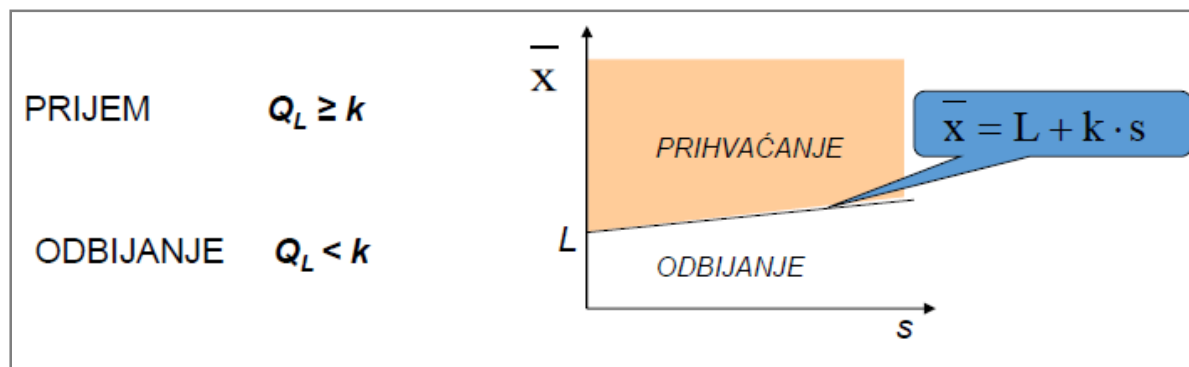 PRIJEM Q_L ≥ k
ODBIJANJE Q_L < k
x̄
PRIHVAĆANJE
x̄ = L + k · s
L
ODBIJANJE
s